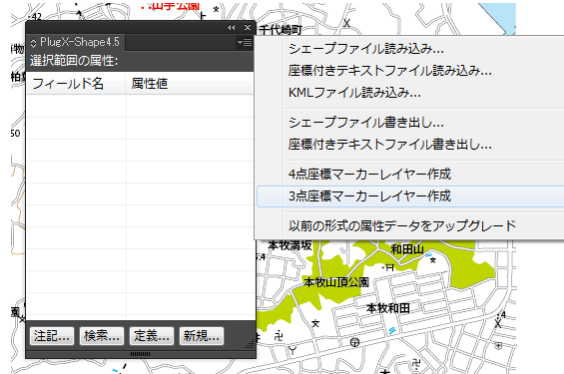 -42
山手公園
千代崎町
PlugX-Shape4.5
選択範囲の属性:
フィールド名 属性値
シェープファイル読み込み...
座標付きテキストファイル読み込み...
KMLファイル読み込み...
シェープファイル書き出し...
座標付きテキストファイル書き出し...
4点座標マーカーレイヤー作成
3点座標マーカーレイヤー作成
以前の形式の属性データをアップグレード
50
本牧満坂
和田山
本牧山頂公園
本牧和田
注記... 検索... 定義... 新規...